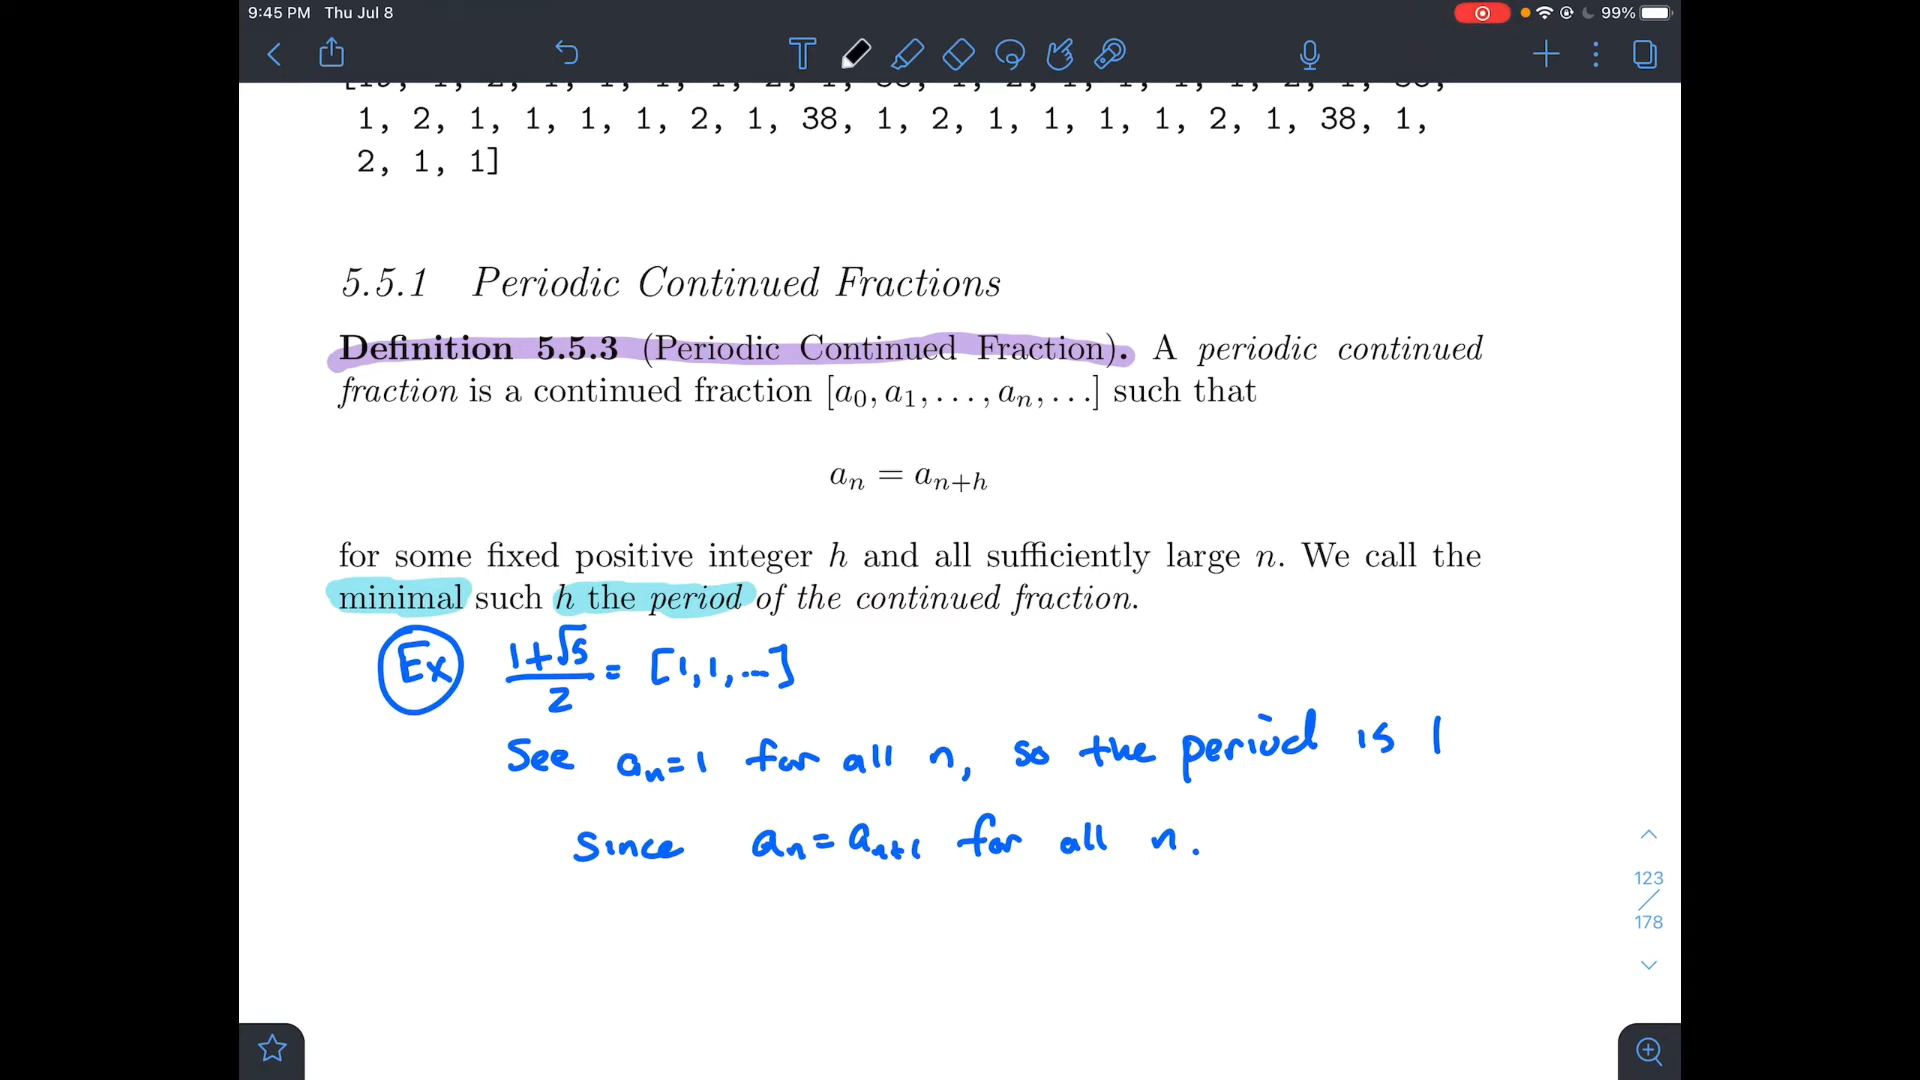 9:45 PM Thu Jul 8
99%
1, 2, 1, 1, 1, 1, 2, 1, 38, 1, 2, 1, 1, 1, 1, 2, 1, 38, 1,
2, 1, 1]
5.5.1 Periodic Continued Fractions
Definition 5.5.3 (Periodic Continued Fraction). A periodic continued
fraction is a continued fraction [a₀, a₁, . . . , aₙ, . . .] such that
aₙ = aₙ₊ₕ
for some fixed positive integer h and all sufficiently large n. We call the
minimal such h the period of the continued fraction.
Ex (1+√5)/2 = [1,1,...]
See aₙ=1 for all n, so the period is 1
since aₙ=aₙ₊₁ for all n.
123
178